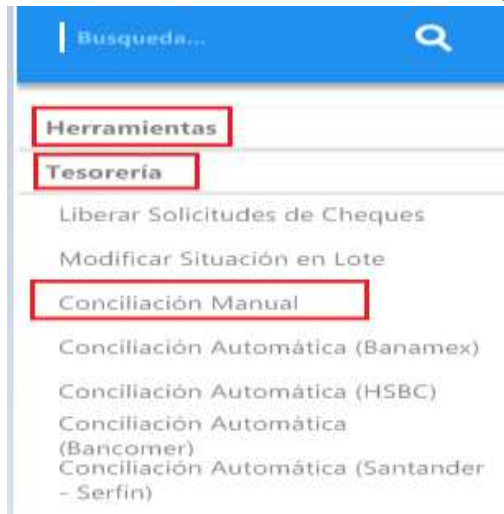 Busqueda...
Herramientas
Tesorería
Liberar Solicitudes de Cheques
Modificar Situación en Lote
Conciliación Manual
Conciliación Automática (Banamex)
Conciliación Automática (HSBC)
Conciliación Automática
(Bancomer)
Conciliación Automática (Santander
- Serfin)